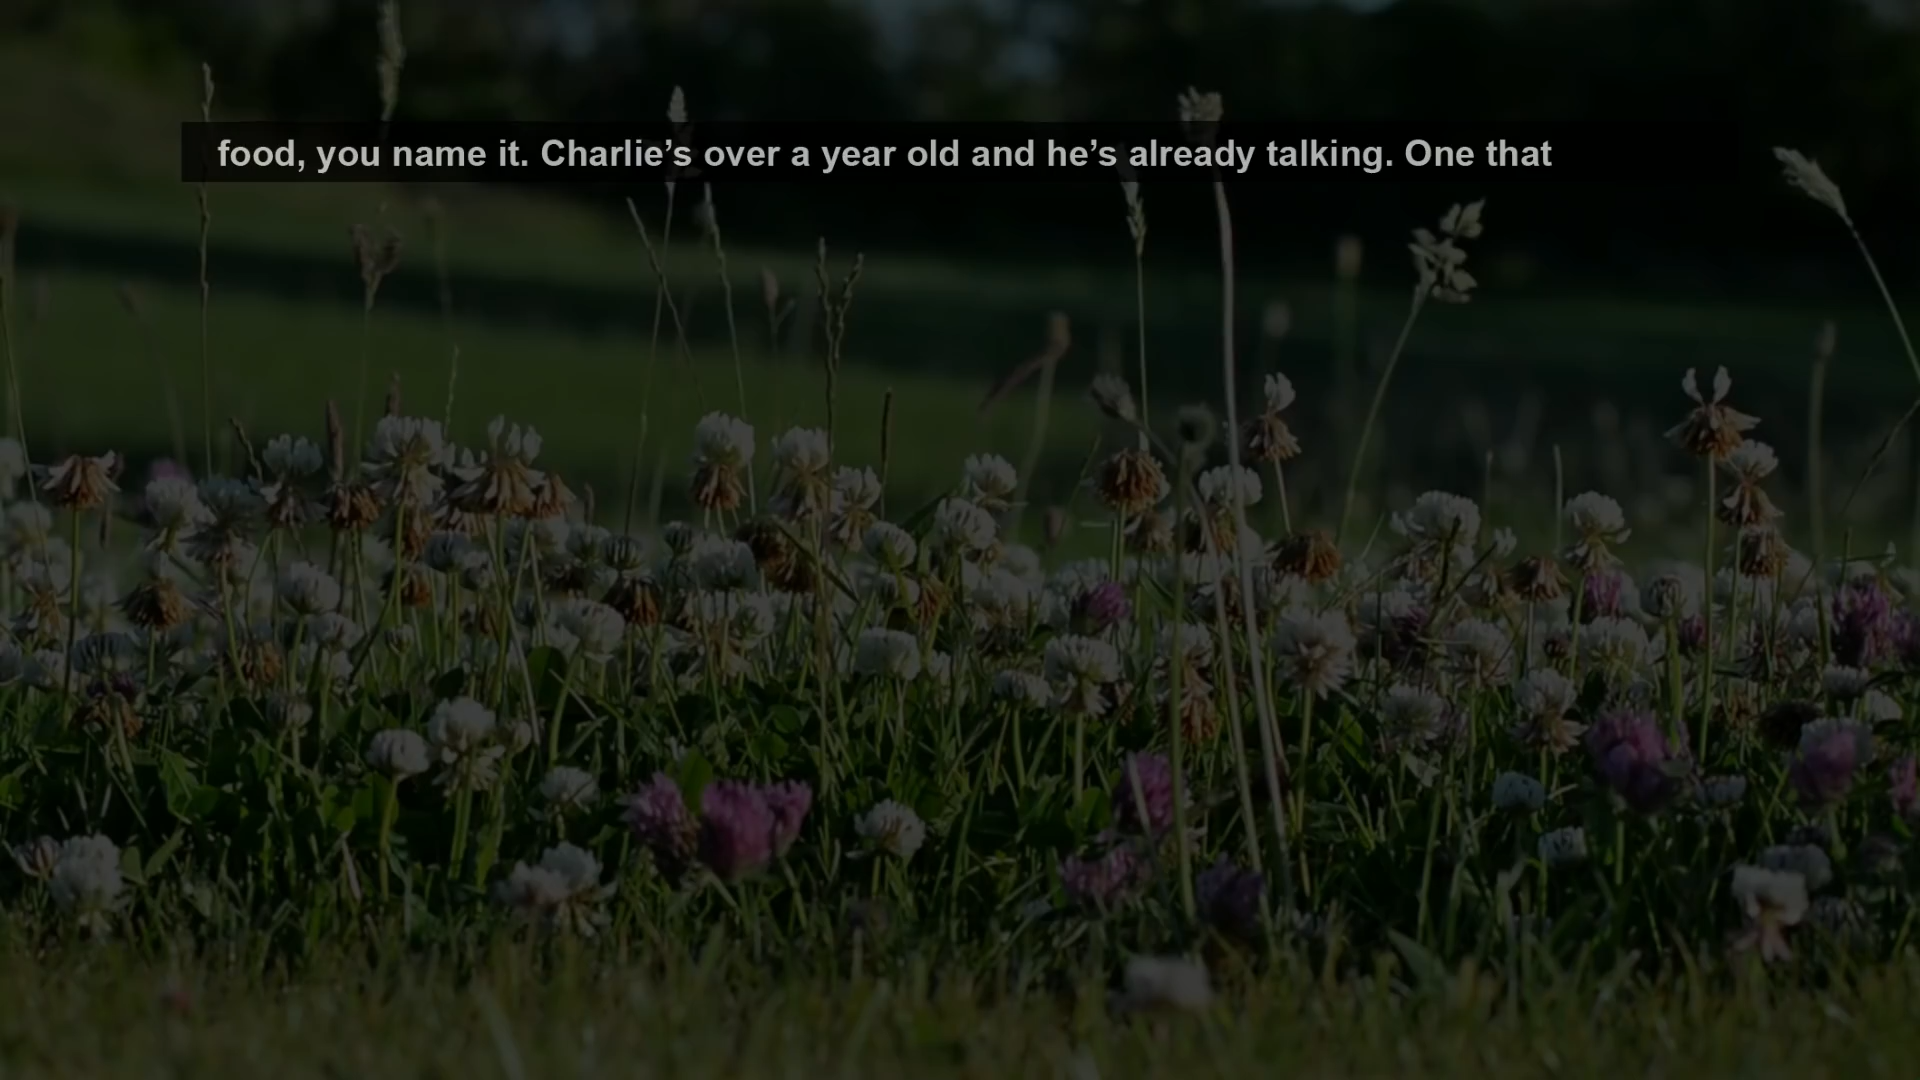 food, you name it. Charlie’s over a year old and he’s already talking. One that